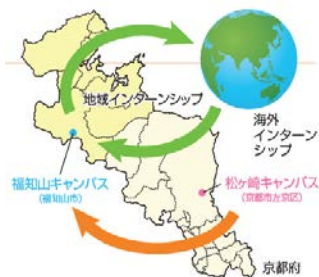 地域インターンシップ
海外
インターン
シップ
福知山キャンパス
(福知山市)
松ヶ崎キャンパス
(京都市左京区)
京都府